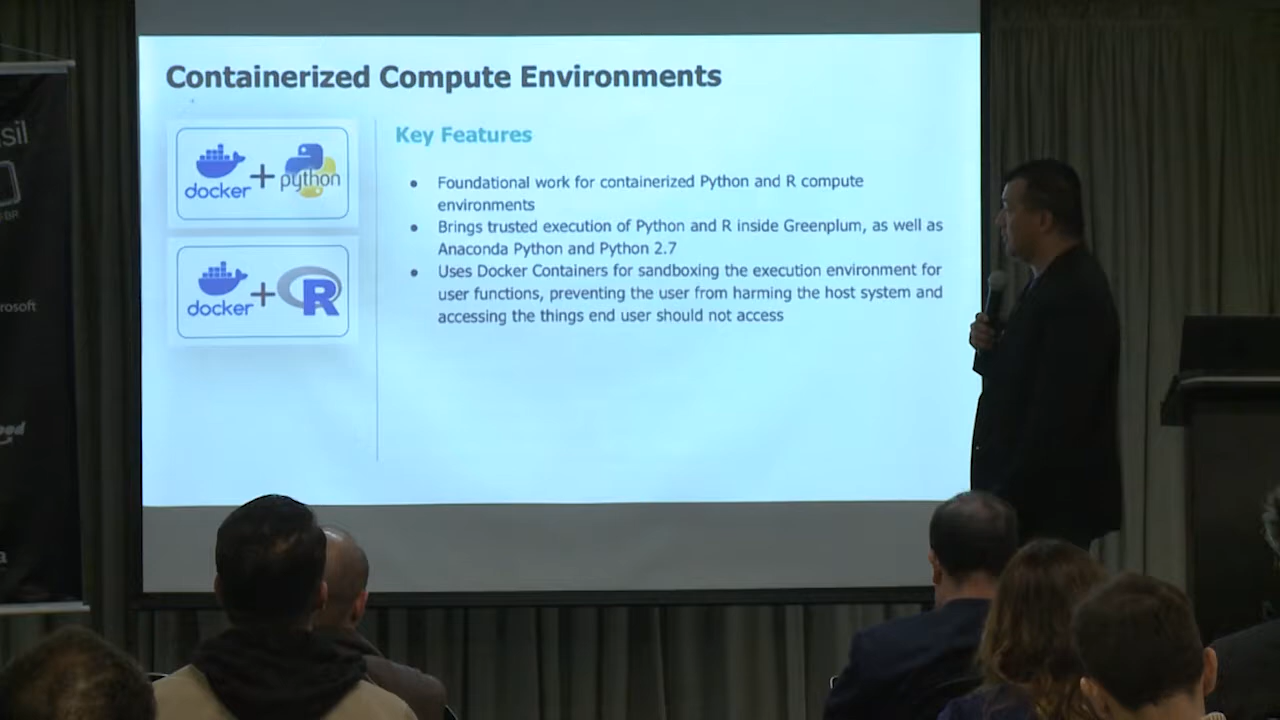 Containerized Compute Environments
docker + python
docker + R
Key Features
• Foundational work for containerized Python and R compute
environments
• Brings trusted execution of Python and R inside Greenplum, as well as
Anaconda Python and Python 2.7
• Uses Docker Containers for sandboxing the execution environment for
user functions, preventing the user from harming the host system and
accessing the things end user should not access
sil
BR
rosoft